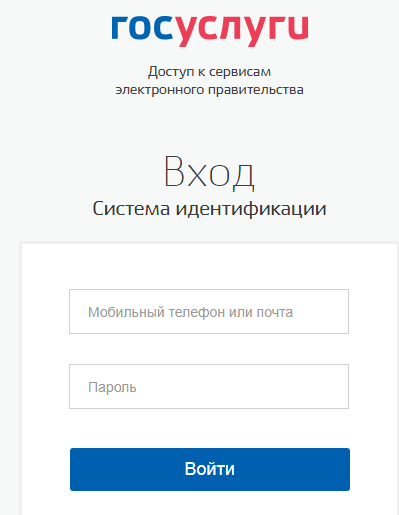 госуслуги
Доступ к сервисам
электронного правительства
Вход
Система идентификации
Мобильный телефон или почта
Пароль
Войти